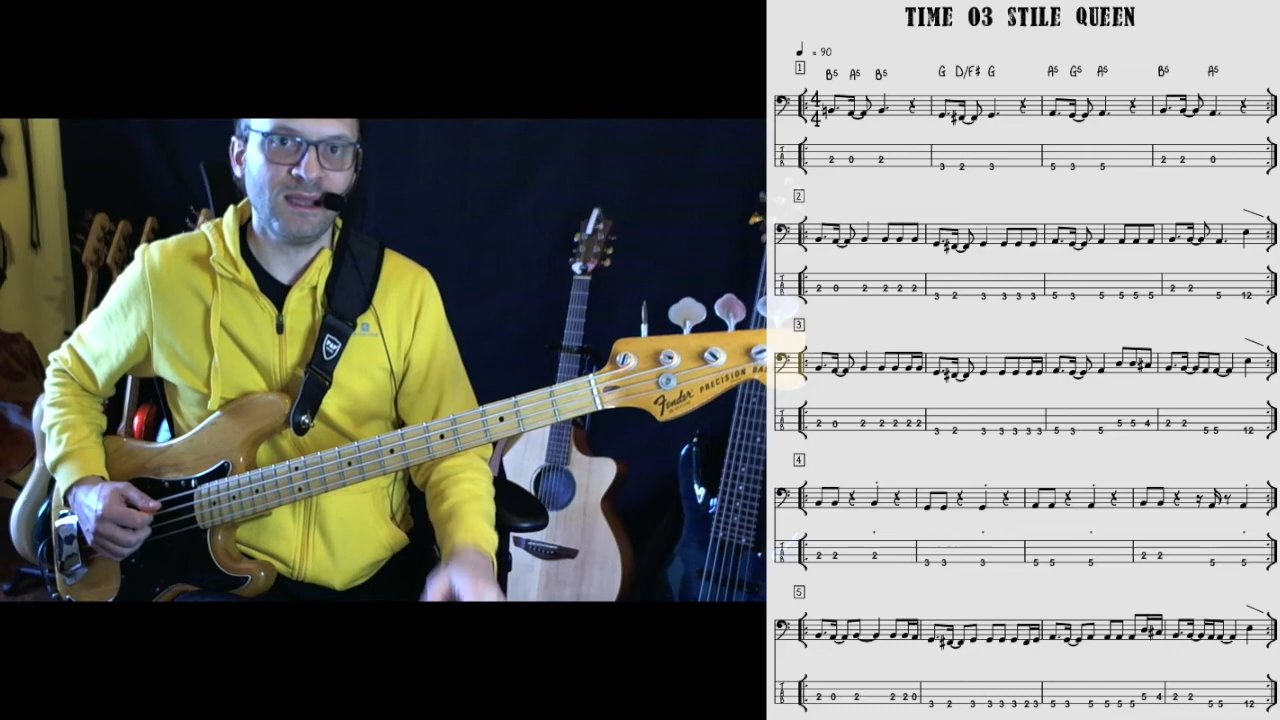 TIME 03 STILE QUEEN
= 90
1
B5 A5 B5 G D/F# G A5 G5 A5 B5 A5
4
4
2 0 2 3 2 3 5 3 5 2 2 0
2
2 0 2 2 2 2 3 2 3 3 3 3 5 3 5 5 5 5 2 2 5 12
3
2 0 2 2 2 2 2 3 2 3 3 3 3 3 5 3 5 5 5 4 2 2 5 5 12
4
2 2 2 3 3 3 5 5 5 2 2 5 5
5
2 0 2 2 2 0 3 2 3 3 3 3 2 3 5 3 5 5 5 5 5 4 2 2 5 5 12
Fender
PRECISION BA